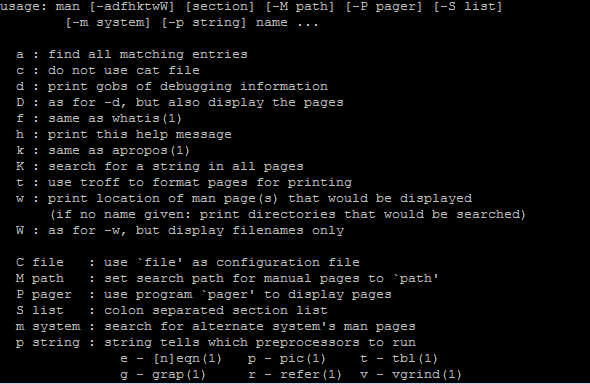 usage: man [-adfhktwW] [section] [-M path] [-P pager] [-S list]
[-m system] [-p string] name ...
a : find all matching entries
c : do not use cat file
d : print gobs of debugging information
D : as for -d, but also display the pages
f : same as whatis(1)
h : print this help message
k : same as apropos(1)
K : search for a string in all pages
t : use troff to format pages for printing
w : print location of man page(s) that would be displayed
(if no name given: print directories that would be searched)
W : as for -w, but display filenames only
C file : use `file' as configuration file
M path : set search path for manual pages to `path'
P pager : use program `pager' to display pages
S list : colon separated section list
m system : search for alternate system's man pages
p string : string tells which preprocessors to run
e - [n]eqn(1) p - pic(1) t - tbl(1)
g - grap(1) r - refer(1) v - vgrind(1)